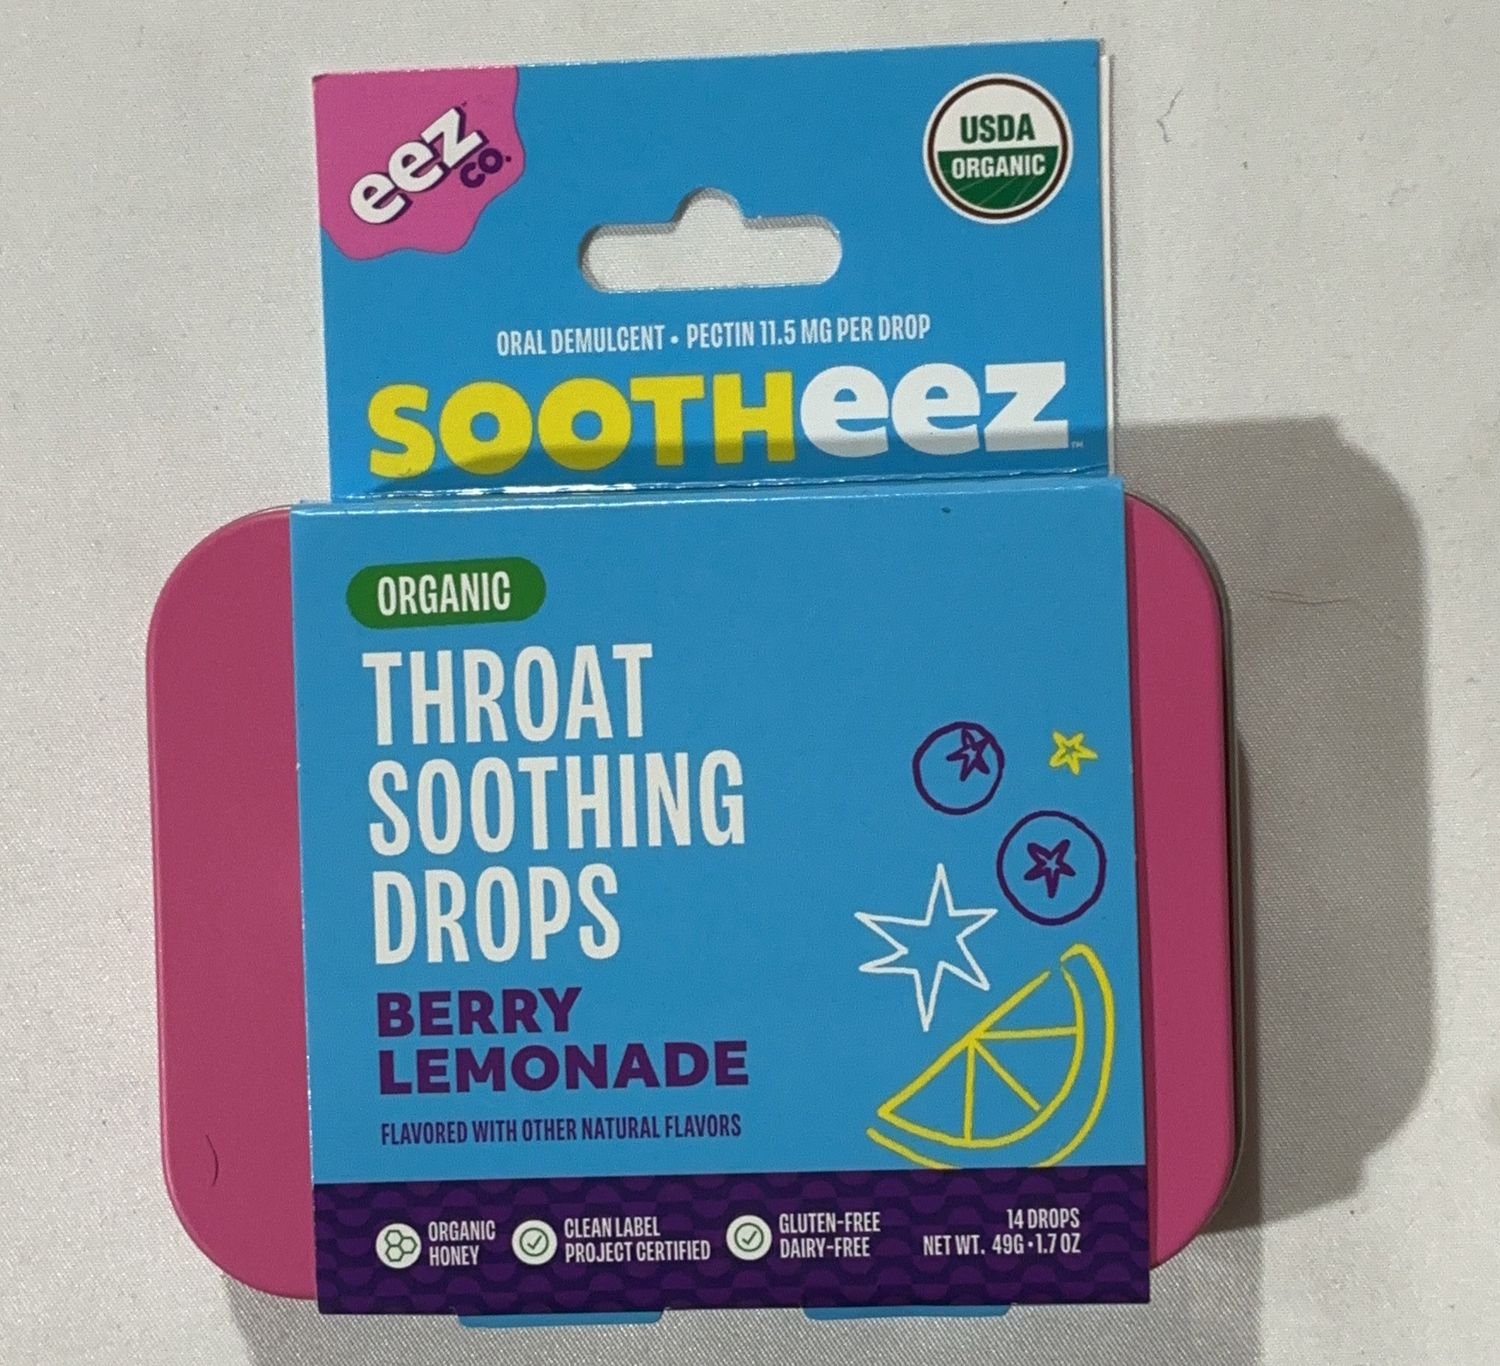 eez
CO.
USDA
ORGANIC
ORAL DEMULCENT • PECTIN 11.5 MG PER DROP
SOOTHeez™
ORGANIC
THROAT
SOOTHING
DROPS
BERRY
LEMONADE
FLAVORED WITH OTHER NATURAL FLAVORS
ORGANIC
HONEY
CLEAN LABEL
PROJECT CERTIFIED
GLUTEN-FREE
DAIRY-FREE
14 DROPS
NET WT. 49G • 1.7 OZ